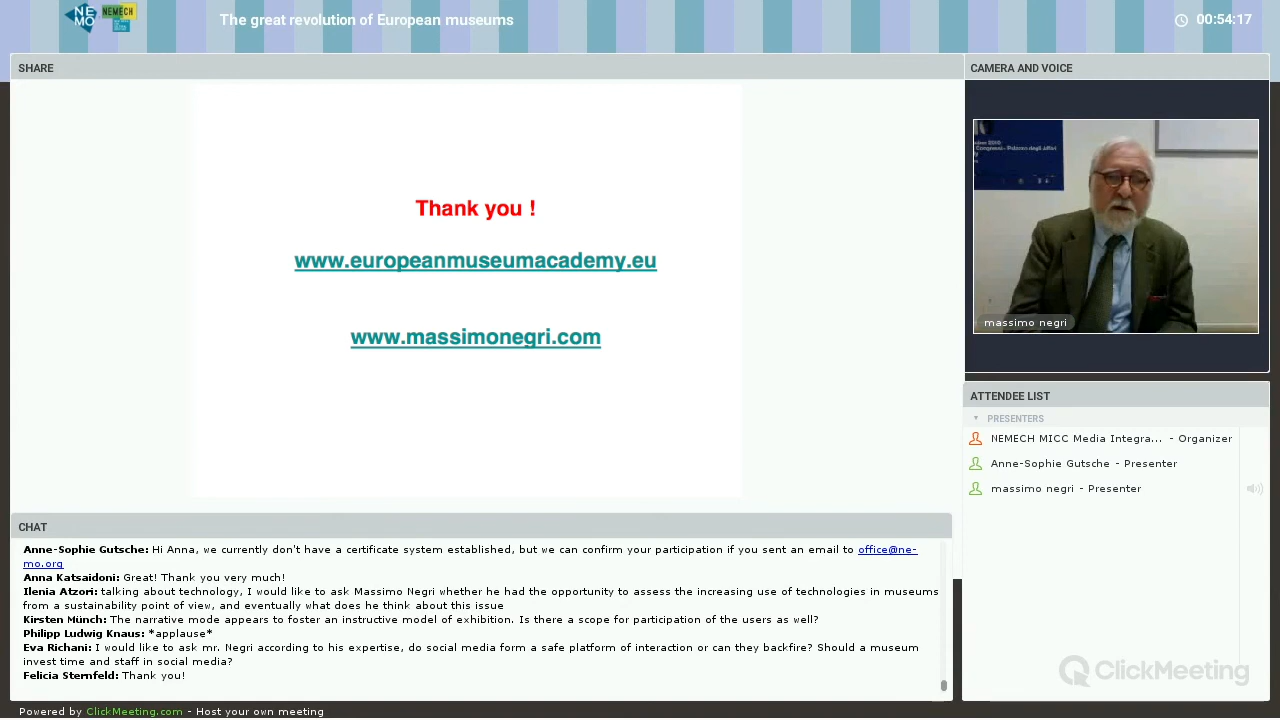 NE
MO
NEMECH
The great revolution of European museums
00:54:17
SHARE
CAMERA AND VOICE
Thank you !
www.europeanmuseumacademy.eu
www.massimonegri.com
massimo negri
ATTENDEE LIST
PRESENTERS
NEMECH MICC Media Integra... - Organizer
Anne-Sophie Gutsche - Presenter
massimo negri - Presenter
CHAT
Anne-Sophie Gutsche: Hi Anna, we currently don't have a certificate system established, but we can confirm your participation if you sent an email to office@ne-
mo.org
Anna Katsaidoni: Great! Thank you very much!
Ilenia Atzori: talking about technology, I would like to ask Massimo Negri whether he had the opportunity to assess the increasing use of technologies in museums
from a sustainability point of view, and eventually what does he think about this issue
Kirsten Münch: The narrative mode appears to foster an instructive model of exhibition. Is there a scope for participation of the users as well?
Philipp Ludwig Knaus: *applause*
Eva Richani: I would like to ask mr. Negri according to his expertise, do social media form a safe platform of interaction or can they backfire? Should a museum
invest time and staff in social media?
Felicia Sternfeld: Thank you!
ClickMeeting
Powered by ClickMeeting.com - Host your own meeting